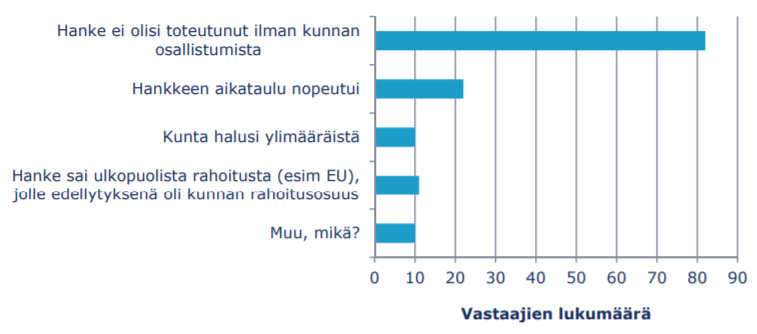 Hanke ei olisi toteutunut ilman kunnan
osallistumista
Hankkeen aikataulu nopeutui
Kunta halusi ylimääräistä
Hanke sai ulkopuolista rahoitusta (esim EU),
jolle edellytyksenä oli kunnan rahoitusosuus
Muu, mikä?
0 10 20 30 40 50 60 70 80 90
Vastaajien lukumäärä